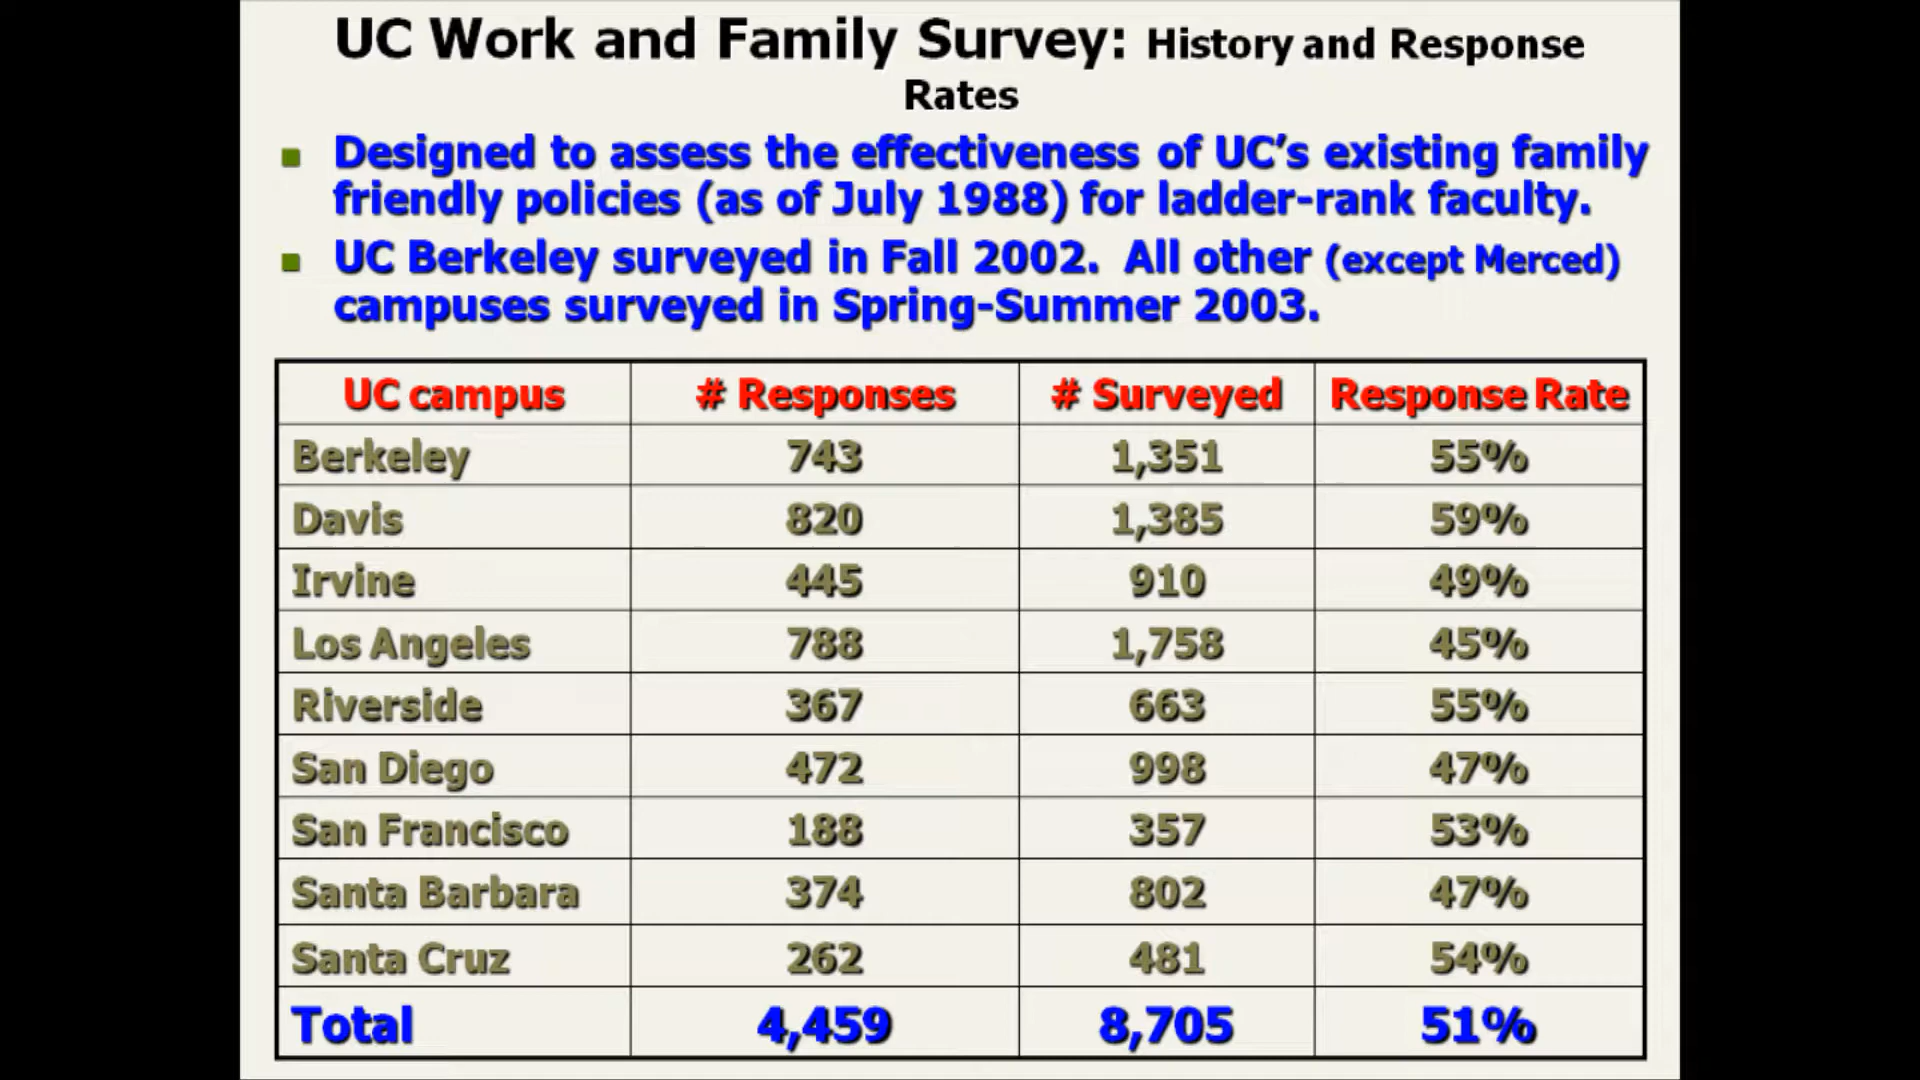 UC Work and Family Survey: History and Response
Rates
Designed to assess the effectiveness of UC’s existing family
friendly policies (as of July 1988) for ladder-rank faculty.
UC Berkeley surveyed in Fall 2002. All other (except Merced)
campuses surveyed in Spring-Summer 2003.
UC campus # Responses # Surveyed Response Rate
Berkeley 743 1,351 55%
Davis 820 1,385 59%
Irvine 445 910 49%
Los Angeles 788 1,758 45%
Riverside 367 663 55%
San Diego 472 998 47%
San Francisco 188 357 53%
Santa Barbara 374 802 47%
Santa Cruz 262 481 54%
Total 4,459 8,705 51%